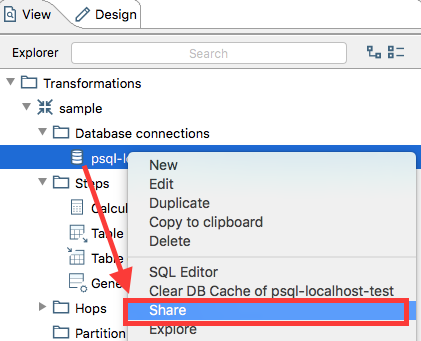 View
Design
Explorer
Search
Transformations
sample
Database connections
psql-l
New
Steps
Edit
Calcul
Duplicate
Table
Copy to clipboard
Table
Delete
Gene
SQL Editor
Clear DB Cache of psql-localhost-test
Hops
Share
Partition
Explore